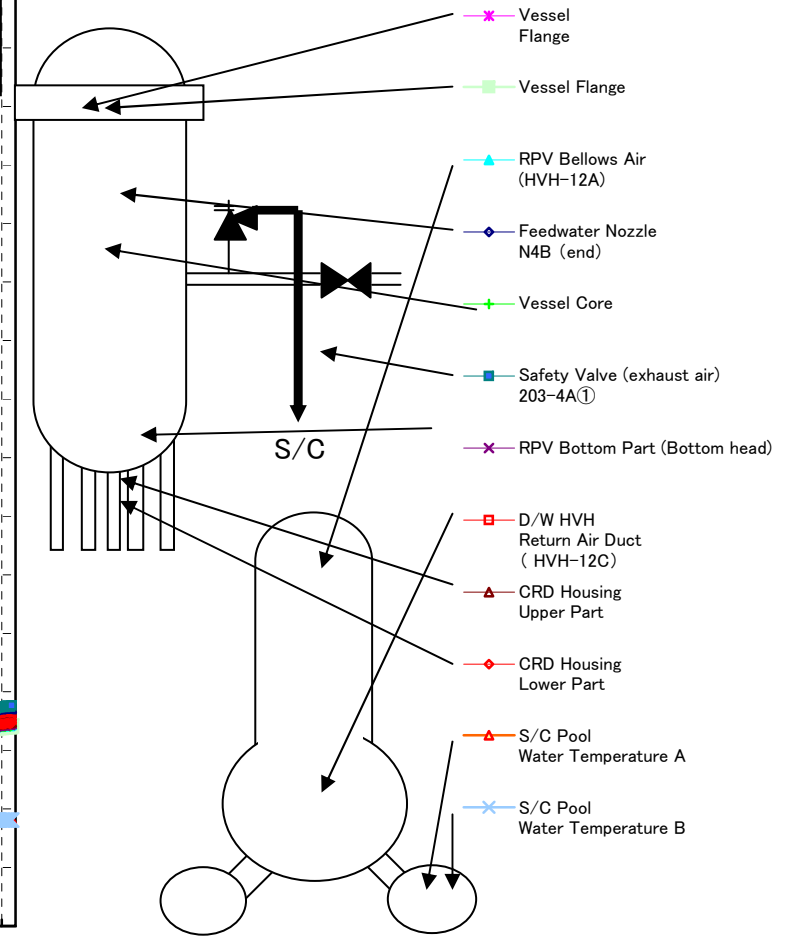 Vessel
Flange
Vessel Flange
RPV Bellows Air
(HVH-12A)
Feedwater Nozzle
N4B (end)
Vessel Core
Safety Valve (exhaust air)
203-4A①
S/C
RPV Bottom Part (Bottom head)
D/W HVH
Return Air Duct
( HVH-12C)
CRD Housing
Upper Part
CRD Housing
Lower Part
S/C Pool
Water Temperature A
S/C Pool
Water Temperature B